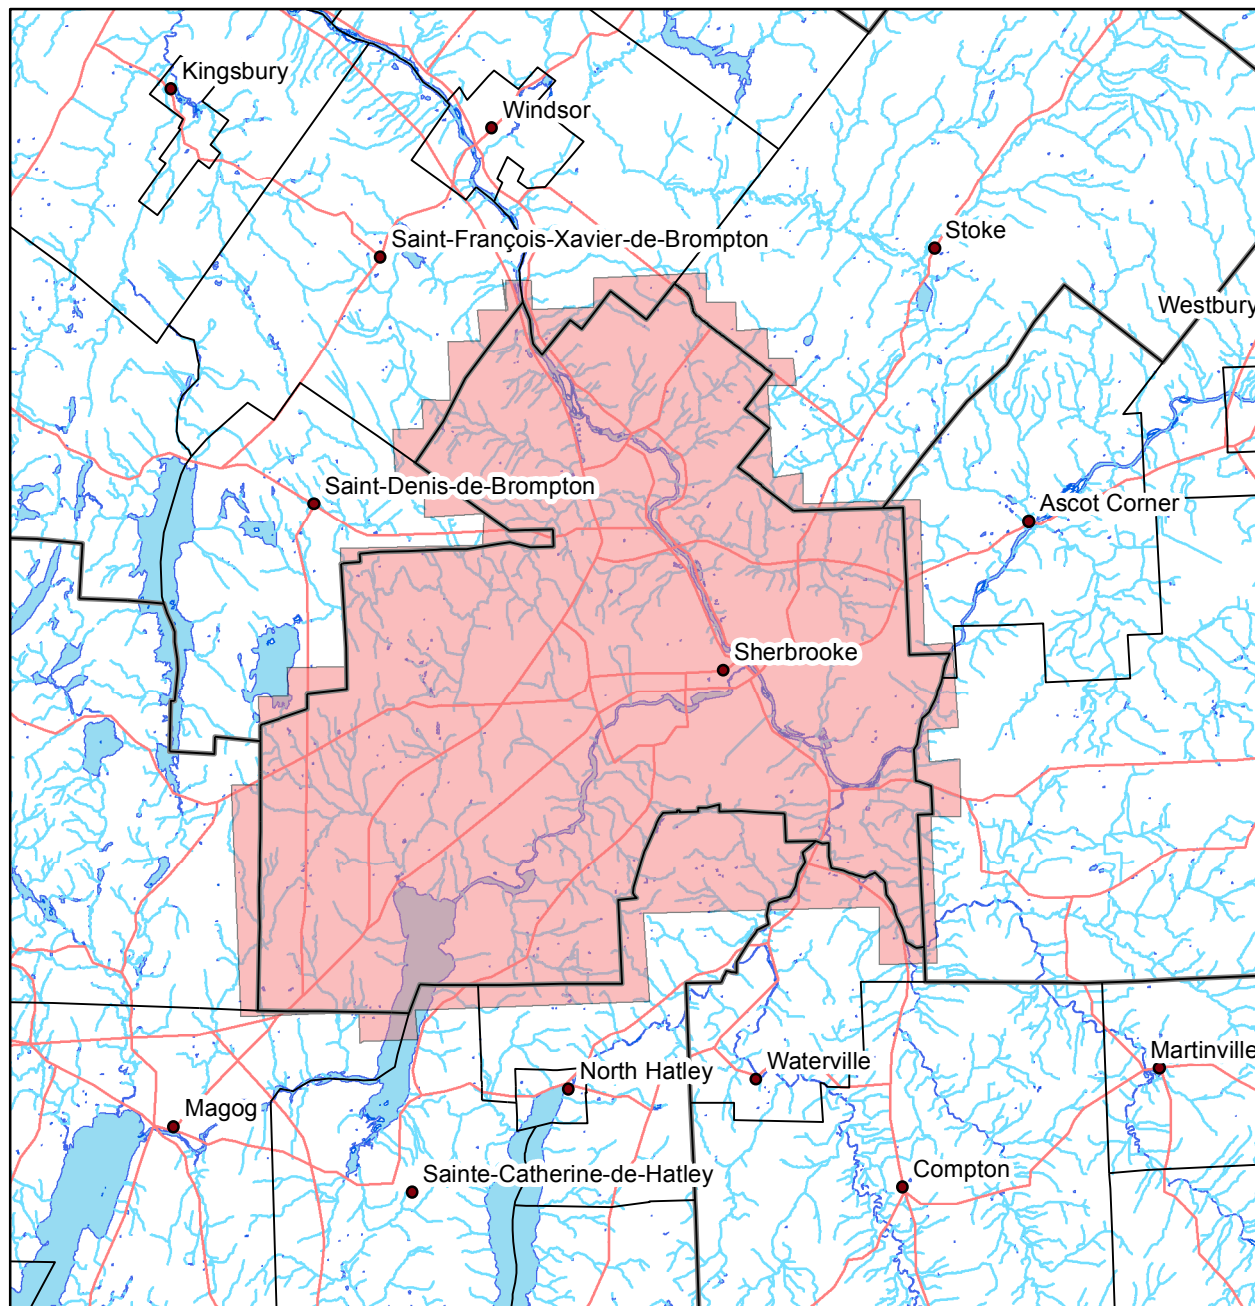 Kingsbury
Windsor
Saint-François-Xavier-de-Brompton
Stoke
Westbury
Saint-Denis-de-Brompton
Ascot Corner
Sherbrooke
North Hatley
Waterville
Martinville
Magog
Sainte-Catherine-de-Hatley
Compton